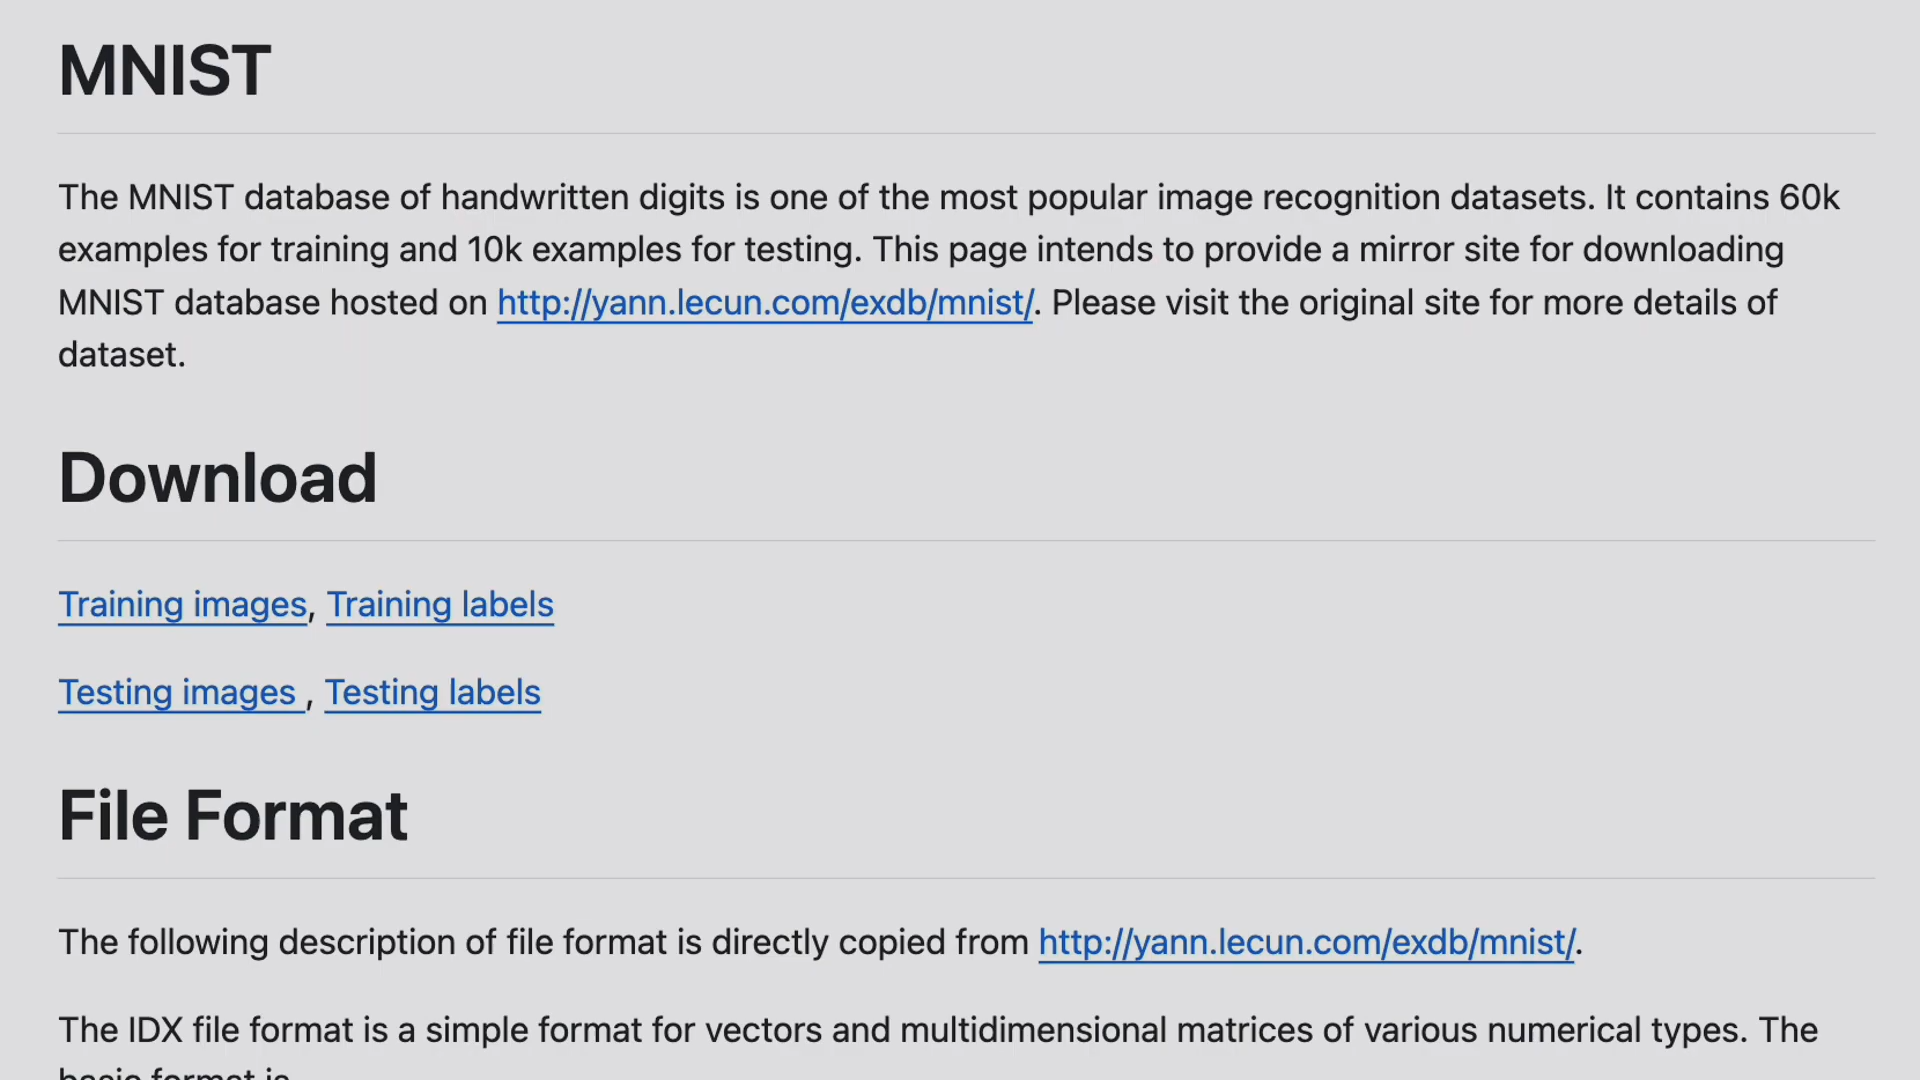 MNIST
The MNIST database of handwritten digits is one of the most popular image recognition datasets. It contains 60k
examples for training and 10k examples for testing. This page intends to provide a mirror site for downloading
MNIST database hosted on http://yann.lecun.com/exdb/mnist/. Please visit the original site for more details of
dataset.
Download
Training images, Training labels
Testing images , Testing labels
File Format
The following description of file format is directly copied from http://yann.lecun.com/exdb/mnist/.
The IDX file format is a simple format for vectors and multidimensional matrices of various numerical types. The
basic format is